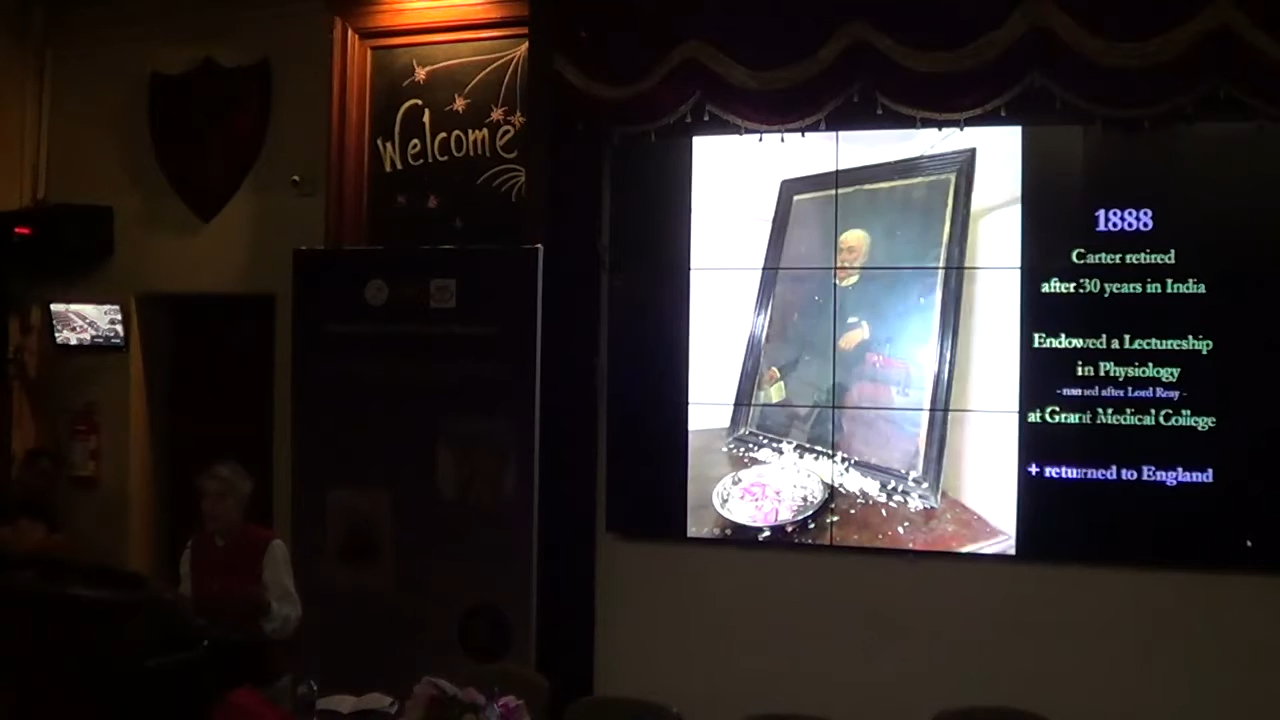 Welcome
1888
Carter retired
after 30 years in India
Endowed a Lectureship
in Physiology
- named after Lord Reay -
at Grant Medical College
+ returned to England